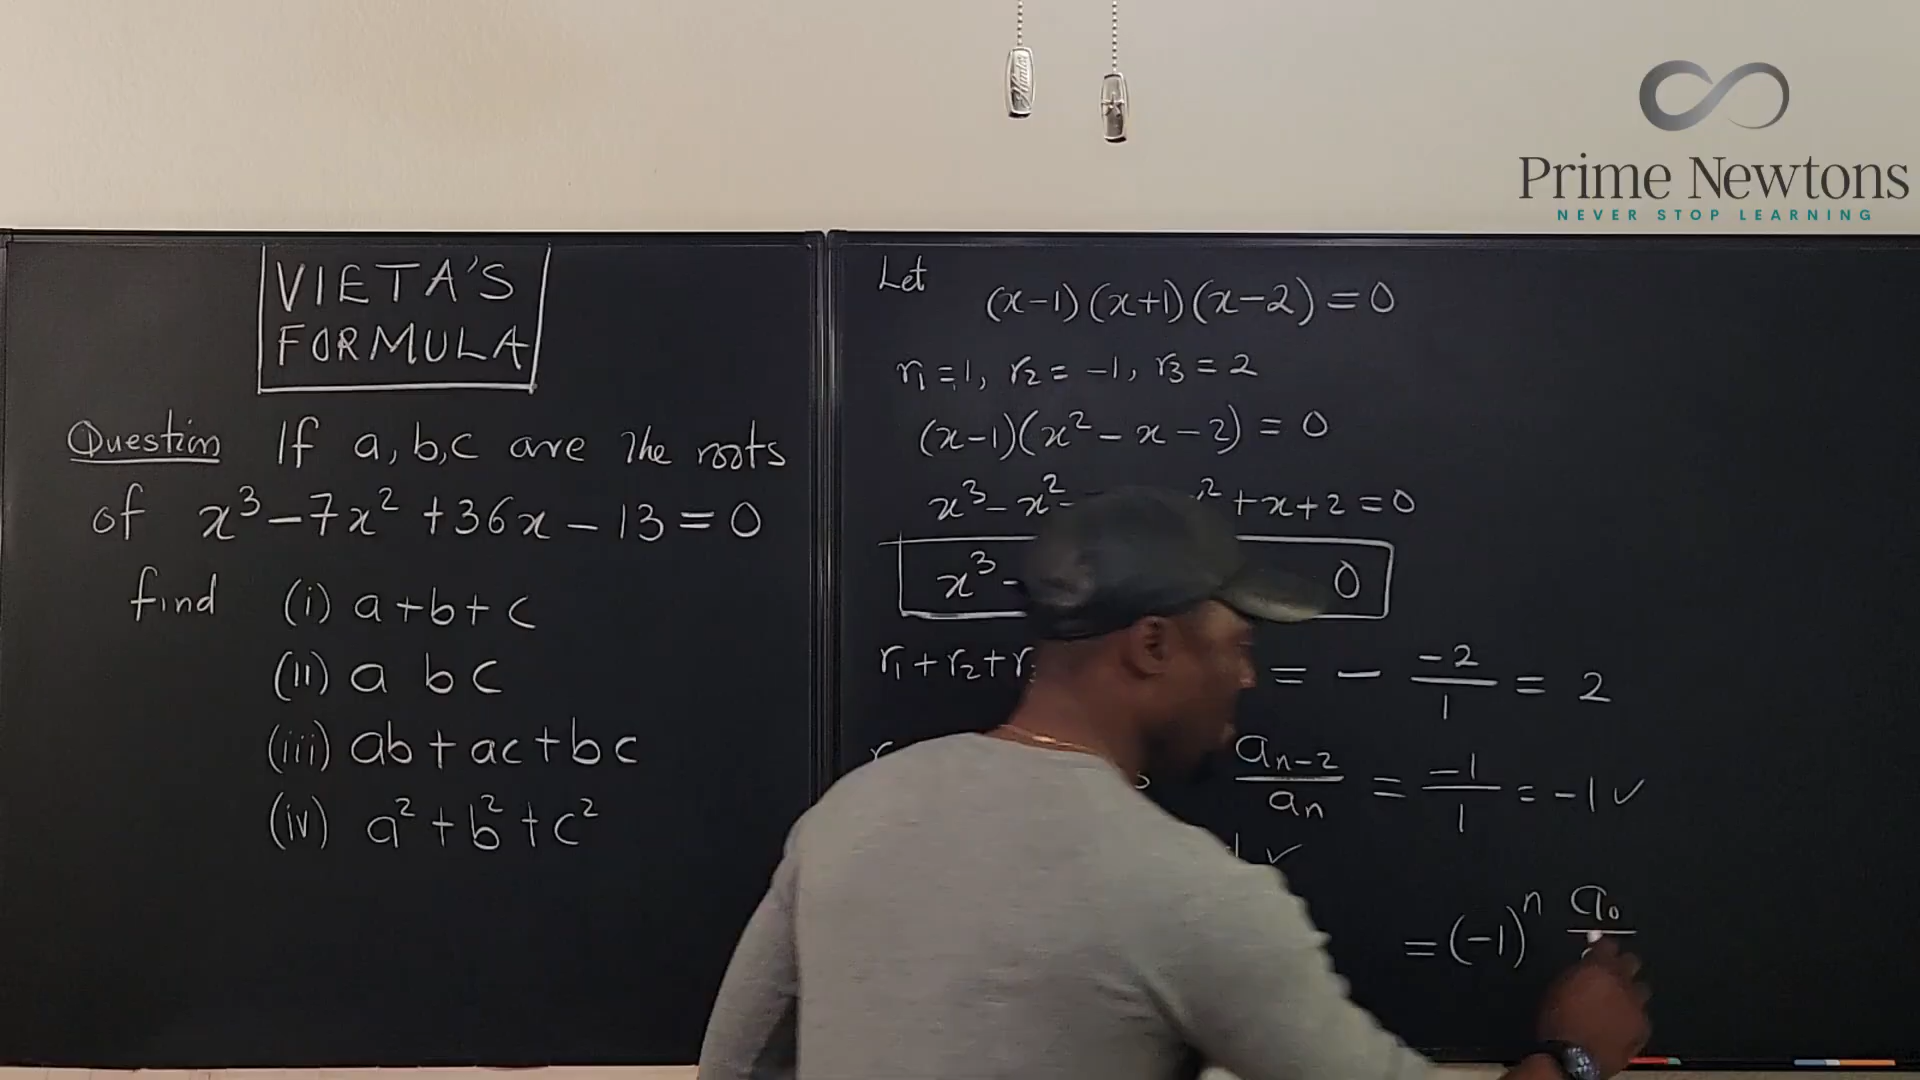 Prime Newtons
NEVER STOP LEARNING
VIETA'S
FORMULA
Question If a, b, c are the roots
of x³ - 7x² + 36x - 13 = 0
find (i) a + b + c
(ii) a b c
(iii) ab + ac + bc
(iv) a² + b² + c²
Let
(x-1)(x+1)(x-2) = 0
r₁ = 1, r₂ = -1, r₃ = 2
(x-1)(x² - x - 2) = 0
x³ - x² - ² + x + 2 = 0
x³ - 0
r₁ + r₂ + r = - -2/1 = 2
aₙ₋₂/aₙ = -1/1 = -1 ✓
✓
= (-1)ⁿ a₀